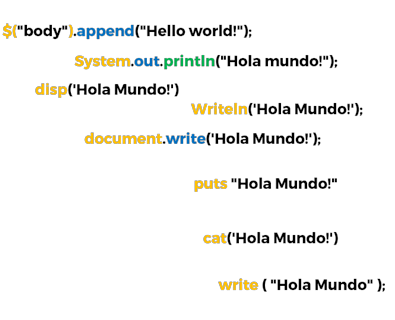 $("body").append("Hello world!");
System.out.println("Hola mundo!");
disp('Hola Mundo!')
Writeln('Hola Mundo!');
document.write('Hola Mundo!');
puts "Hola Mundo!"
cat('Hola Mundo!')
write ( "Hola Mundo" );